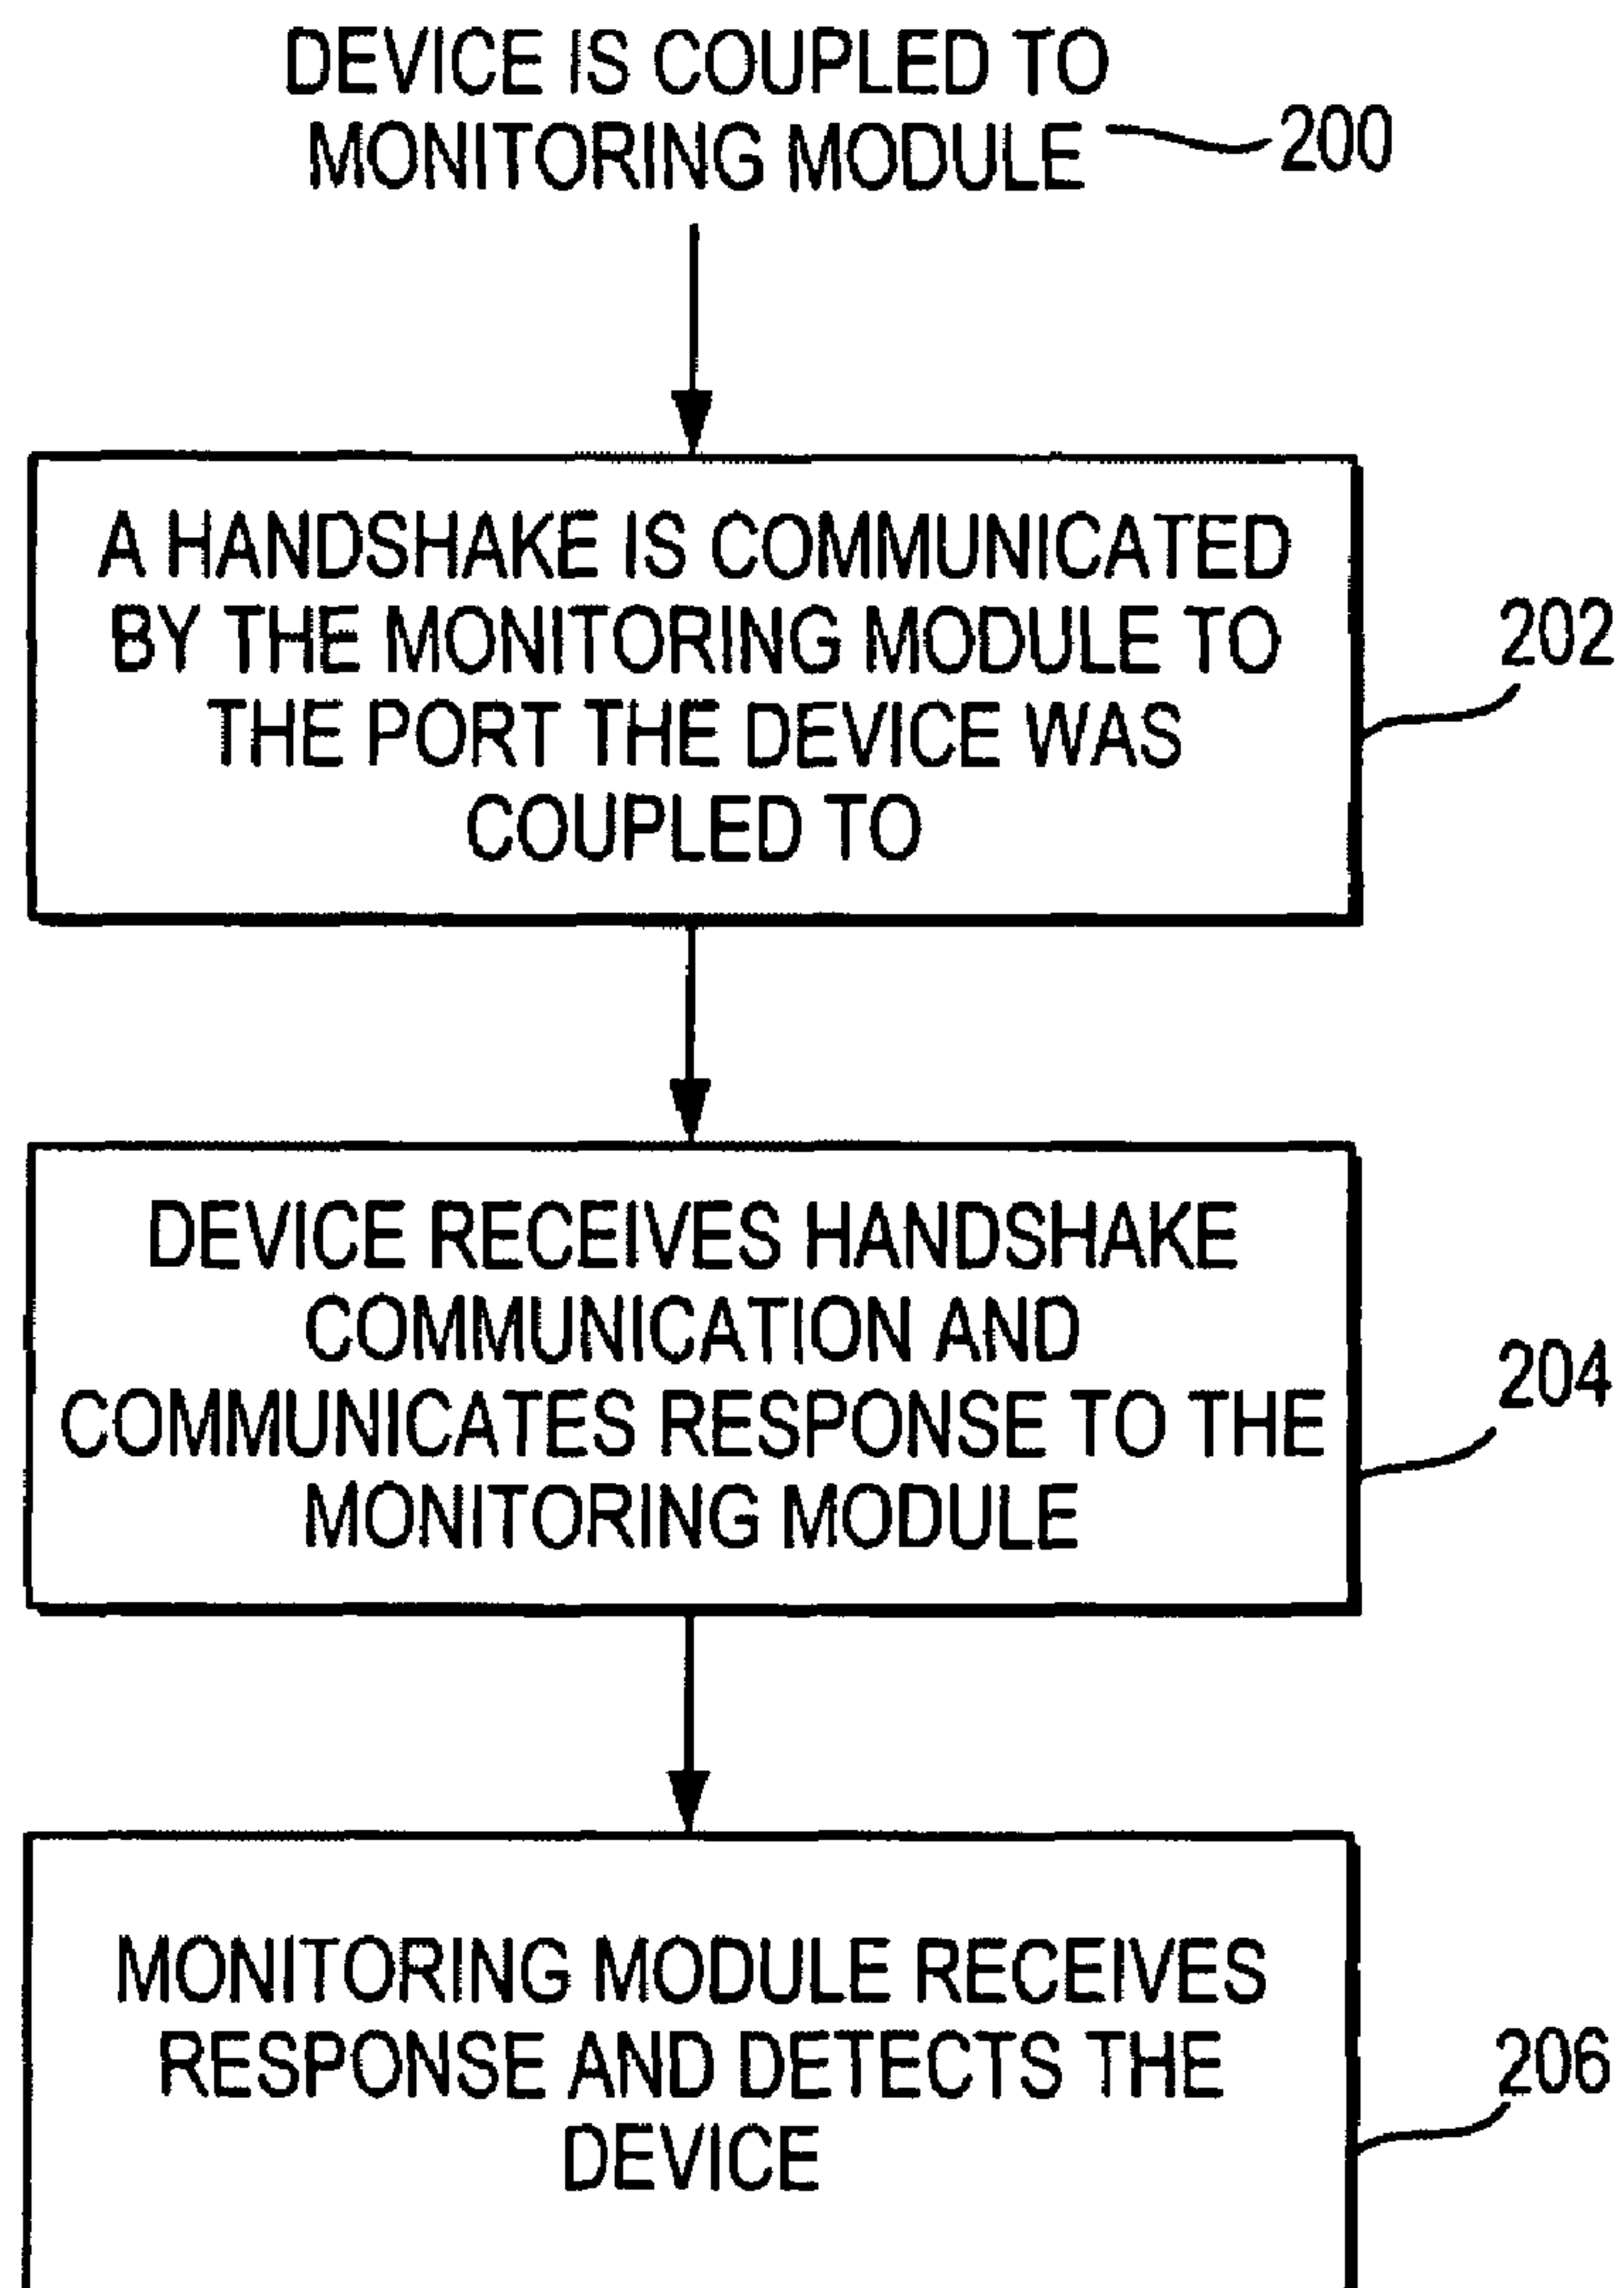 DEVICE IS COUPLED TO
MONITORING MODULE 200
A HANDSHAKE IS COMMUNICATED
BY THE MONITORING MODULE TO
THE PORT THE DEVICE WAS
COUPLED TO
202
DEVICE RECEIVES HANDSHAKE
COMMUNICATION AND
COMMUNICATES RESPONSE TO THE
MONITORING MODULE
204
MONITORING MODULE RECEIVES
RESPONSE AND DETECTS THE
DEVICE
206